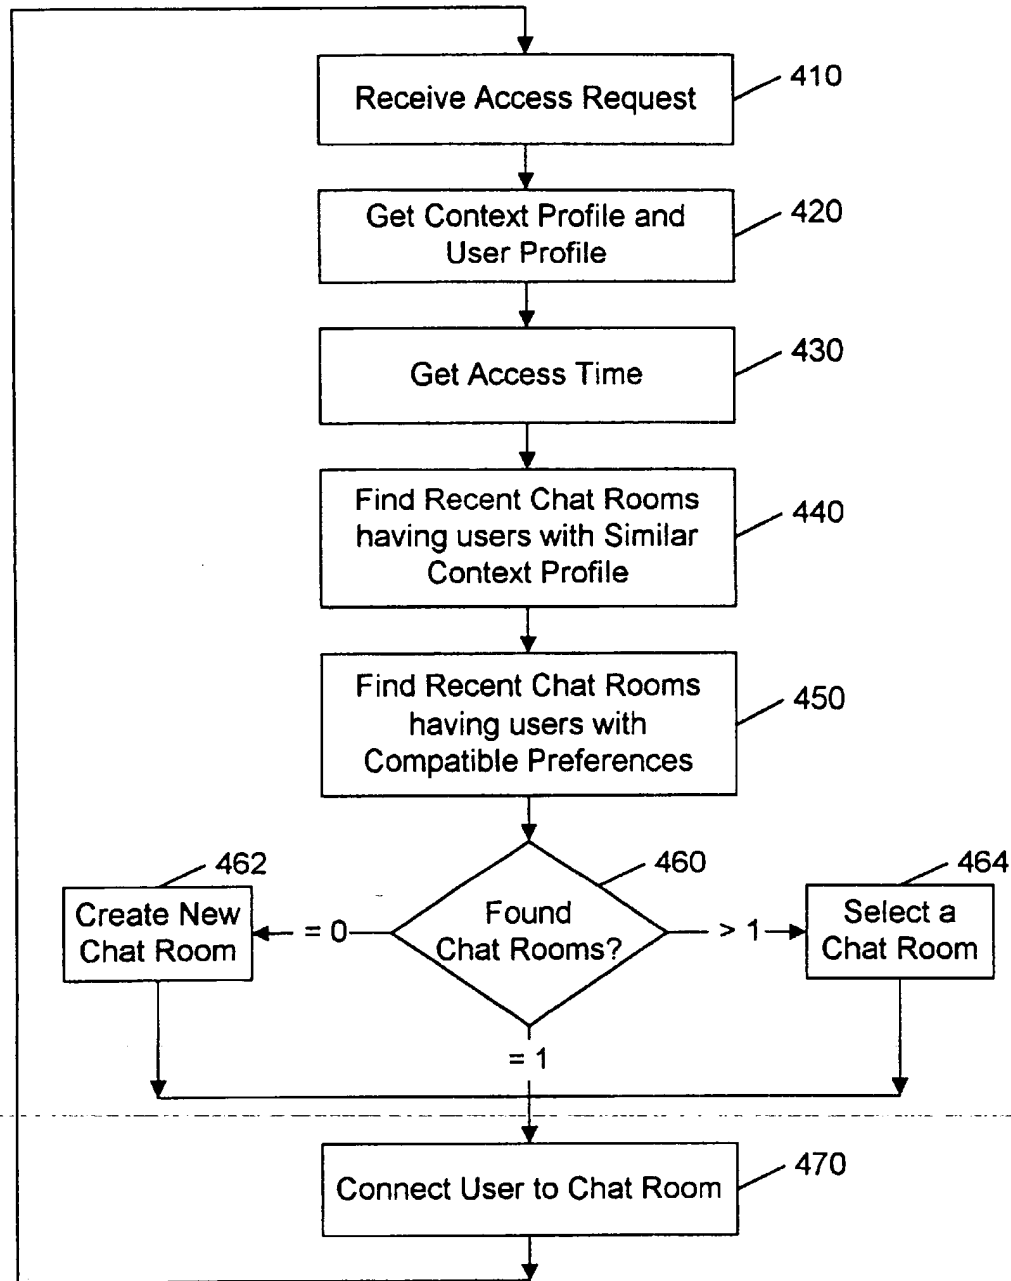 Receive Access Request
410
Get Context Profile and
User Profile
420
Get Access Time
430
Find Recent Chat Rooms
having users with Similar
Context Profile
440
Find Recent Chat Rooms
having users with
Compatible Preferences
450
462
460
464
Create New
Chat Room
= 0
Found
Chat Rooms?
> 1
Select a
Chat Room
= 1
Connect User to Chat Room
470